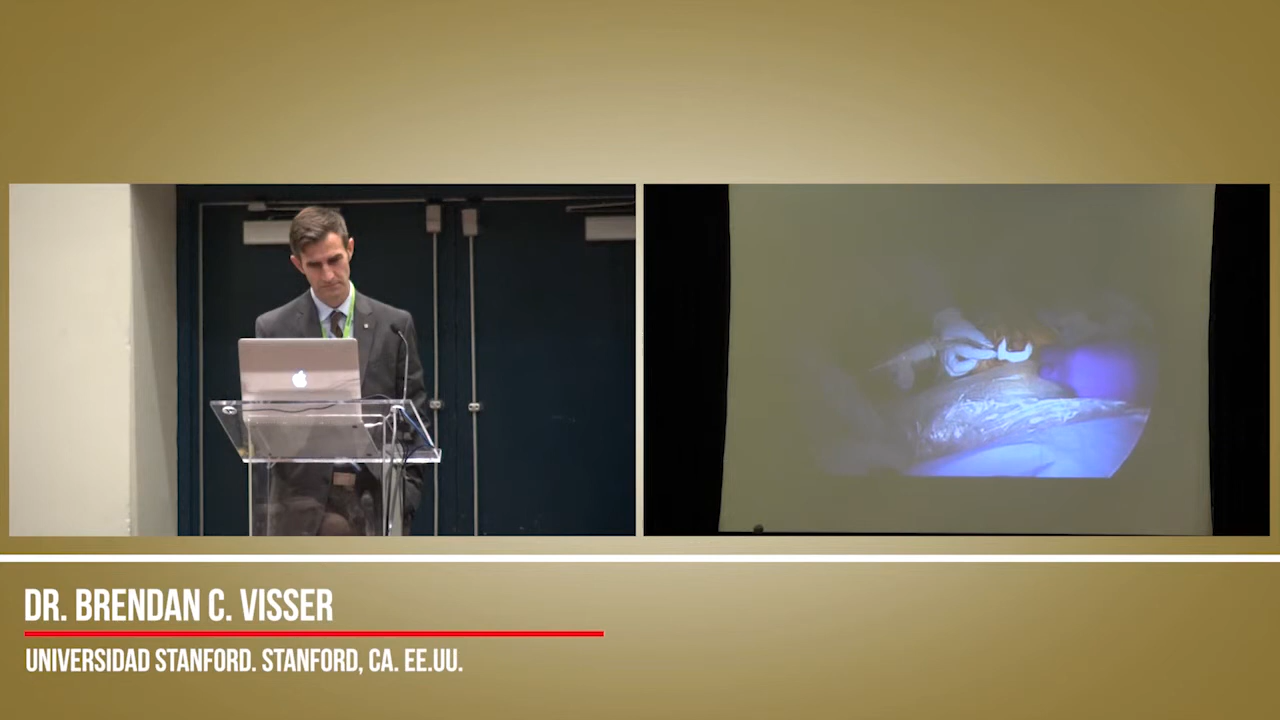 DR. BRENDAN C. VISSER
UNIVERSIDAD STANFORD. STANFORD, CA. EE.UU.